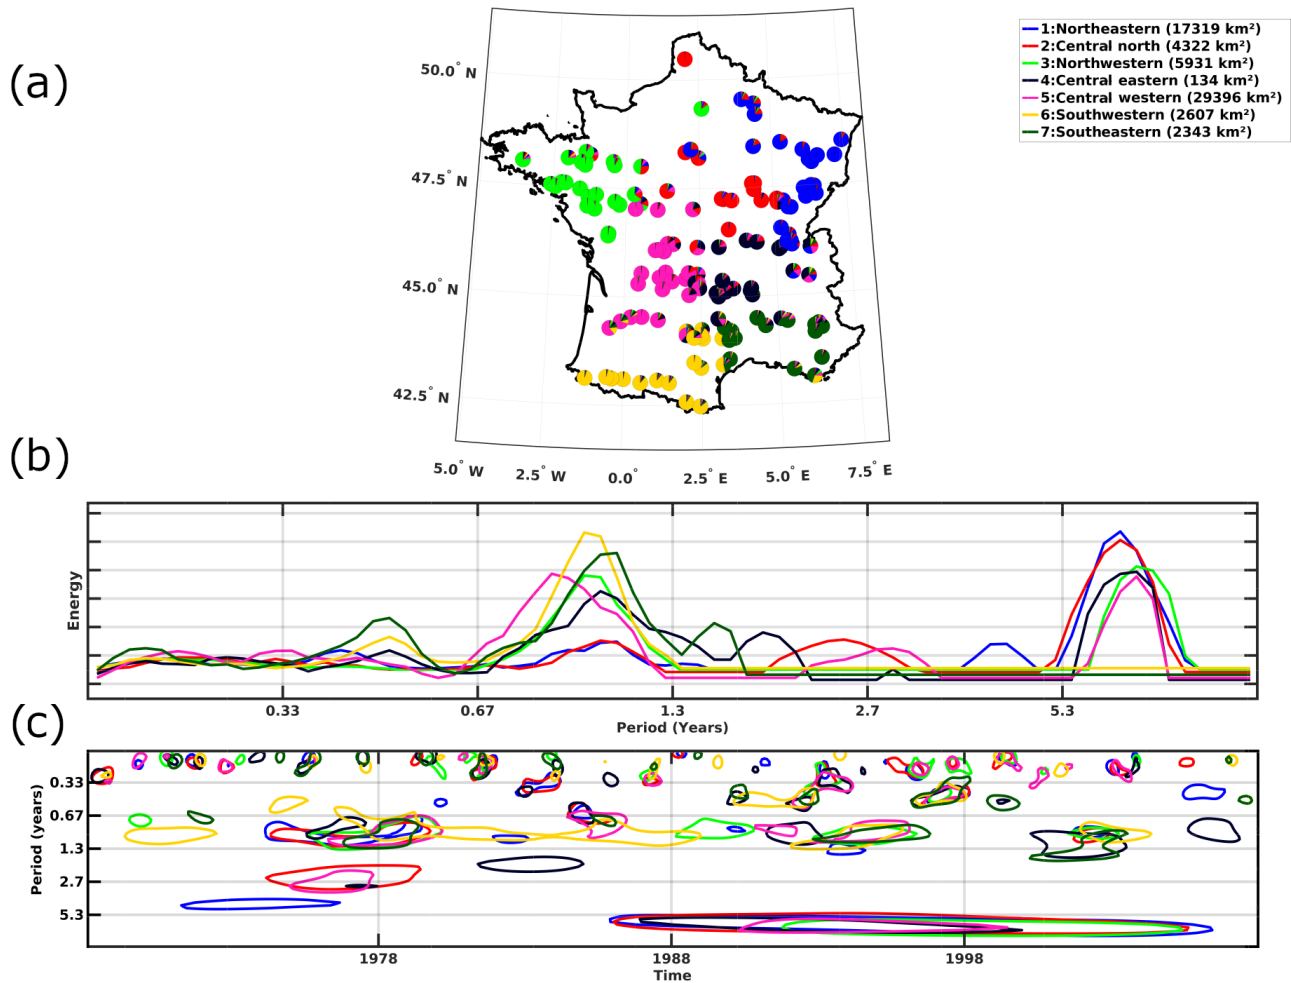 (a)
50.0° N
47.5° N
45.0° N
42.5° N
5.0° W
2.5° W
0.0°
2.5° E
5.0° E
7.5° E
1:Northeastern (17319 km²)
2:Central north (4322 km²)
3:Northwestern (5931 km²)
4:Central eastern (134 km²)
5:Central western (29396 km²)
6:Southwestern (2607 km²)
7:Southeastern (2343 km²)
(b)
Energy
0.33
0.67
1.3
2.7
5.3
Period (Years)
(c)
Period (years)
0.33
0.67
1.3
2.7
5.3
1978
1988
1998
Time